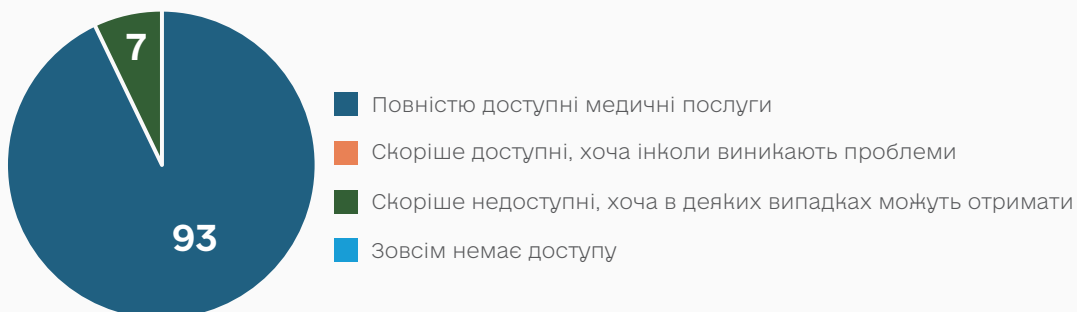 7
93
Повністю доступні медичні послуги
Скоріше доступні, хоча інколи виникають проблеми
Скоріше недоступні, хоча в деяких випадках можуть отримати
Зовсім немає доступу